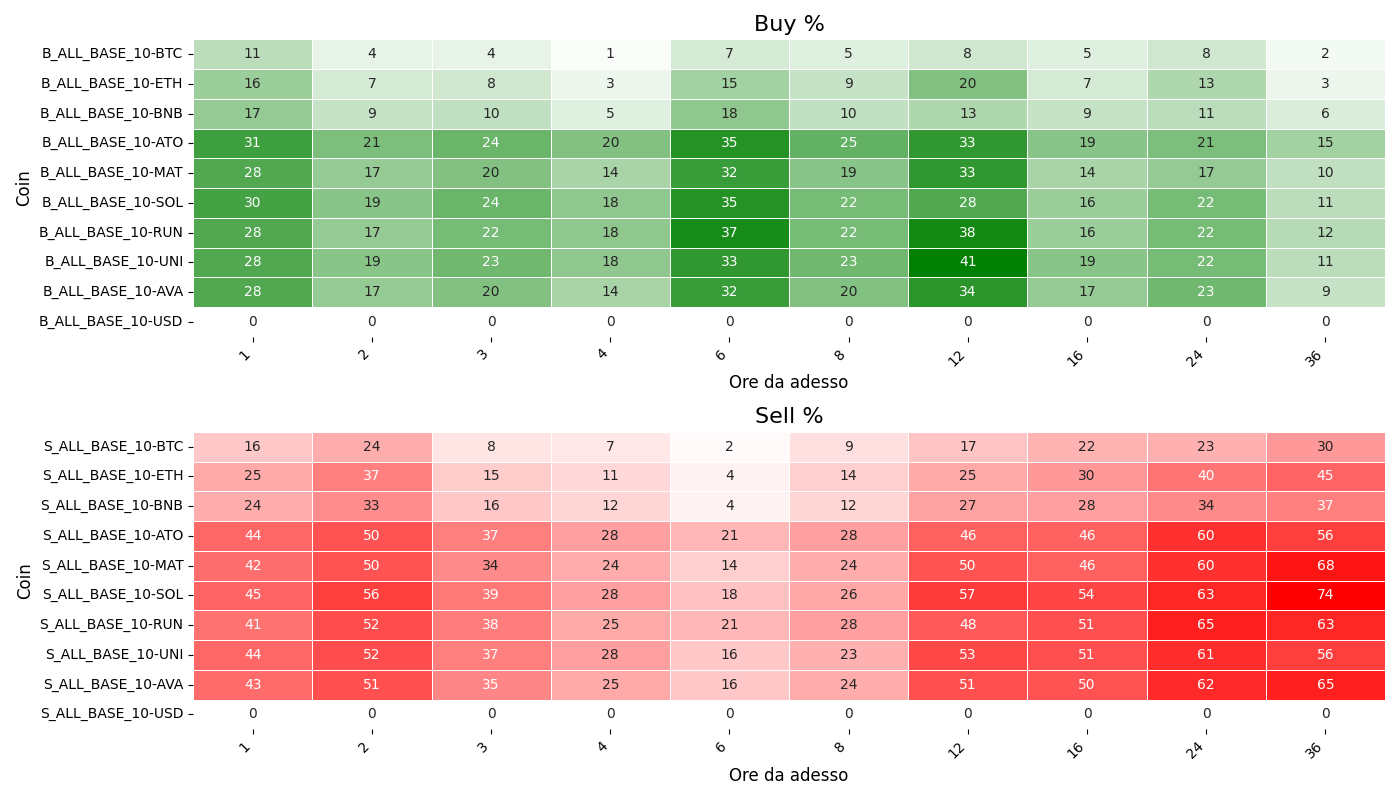 Buy %
Coin
B_ALL_BASE_10-BTC 11 4 4 1 7 5 8 5 8 2
B_ALL_BASE_10-ETH 16 7 8 3 15 9 20 7 13 3
B_ALL_BASE_10-BNB 17 9 10 5 18 10 13 9 11 6
B_ALL_BASE_10-ATO 31 21 24 20 35 25 33 19 21 15
B_ALL_BASE_10-MAT 28 17 20 14 32 19 33 14 17 10
B_ALL_BASE_10-SOL 30 19 24 18 35 22 28 16 22 11
B_ALL_BASE_10-RUN 28 17 22 18 37 22 38 16 22 12
B_ALL_BASE_10-UNI 28 19 23 18 33 23 41 19 22 11
B_ALL_BASE_10-AVA 28 17 20 14 32 20 34 17 23 9
B_ALL_BASE_10-USD 0 0 0 0 0 0 0 0 0 0
1 2 3 4 6 8 12 16 24 36
Ore da adesso
Sell %
Coin
S_ALL_BASE_10-BTC 16 24 8 7 2 9 17 22 23 30
S_ALL_BASE_10-ETH 25 37 15 11 4 14 25 30 40 45
S_ALL_BASE_10-BNB 24 33 16 12 4 12 27 28 34 37
S_ALL_BASE_10-ATO 44 50 37 28 21 28 46 46 60 56
S_ALL_BASE_10-MAT 42 50 34 24 14 24 50 46 60 68
S_ALL_BASE_10-SOL 45 56 39 28 18 26 57 54 63 74
S_ALL_BASE_10-RUN 41 52 38 25 21 28 48 51 65 63
S_ALL_BASE_10-UNI 44 52 37 28 16 23 53 51 61 56
S_ALL_BASE_10-AVA 43 51 35 25 16 24 51 50 62 65
S_ALL_BASE_10-USD 0 0 0 0 0 0 0 0 0 0
1 2 3 4 6 8 12 16 24 36
Ore da adesso